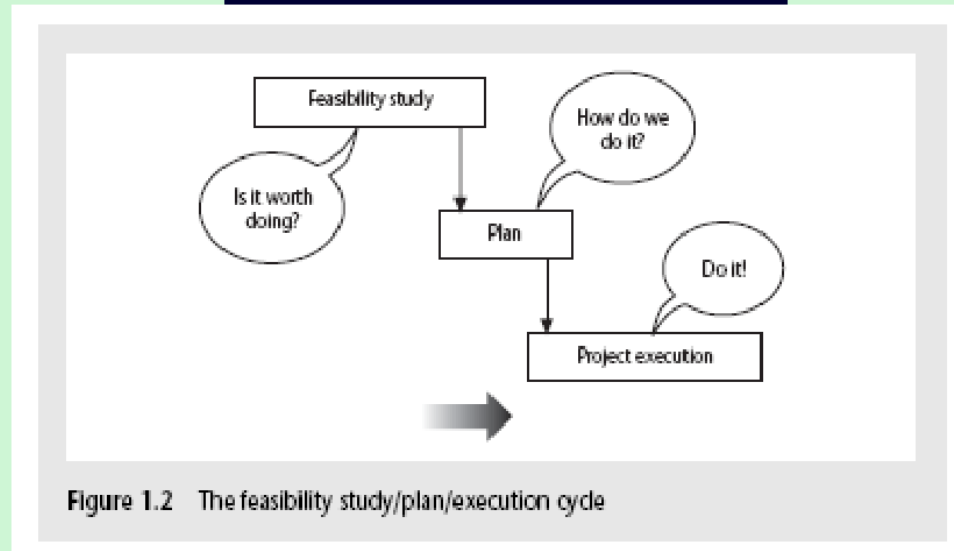 Feasibility study
How do we
do it?
Is it worth
doing?
Plan
Do it!
Project execution
Figure 1.2 The feasibility study/plan/execution cycle